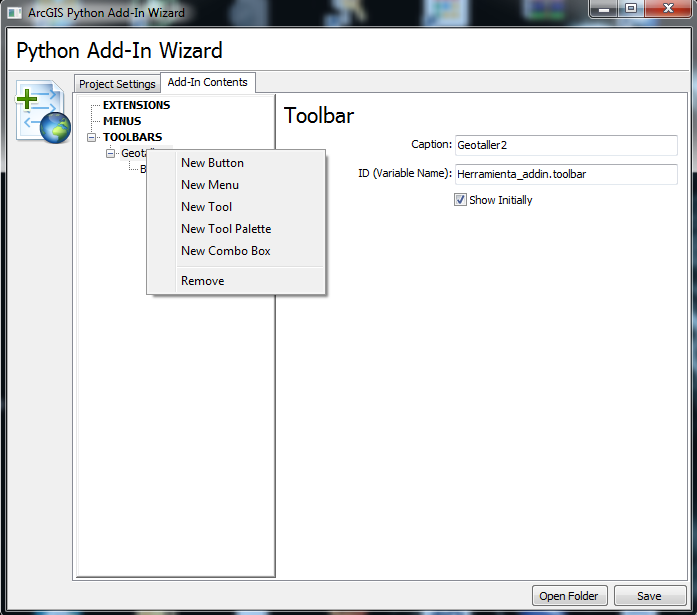 ArcGIS Python Add-In Wizard
Python Add-In Wizard
Project Settings
Add-In Contents
EXTENSIONS
MENUS
TOOLBARS
New Button
New Menu
New Tool
New Tool Palette
New Combo Box
Remove
Toolbar
Caption: Geotaller2
ID (Variable Name): Herramienta_addin.toolbar
Show Initially
Open Folder
Save